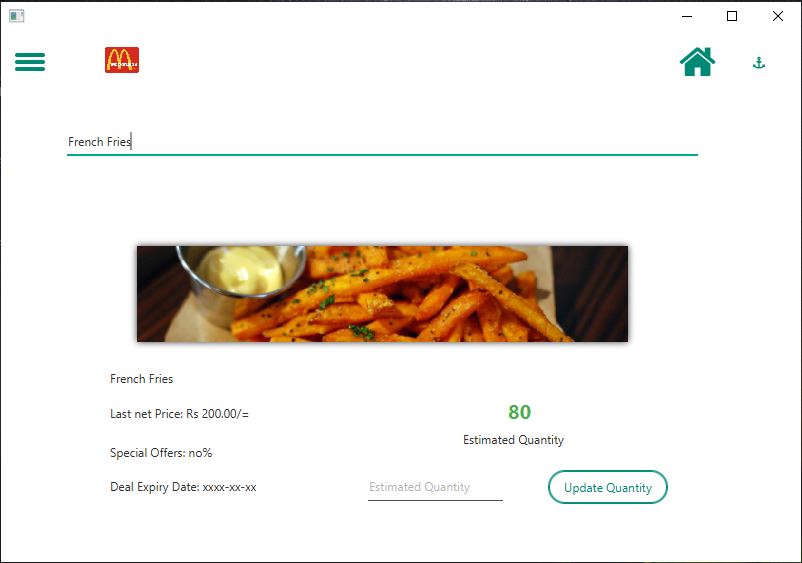 French Fries
French Fries
Last net Price: Rs 200.00/=
80
Estimated Quantity
Special Offers: no%
Deal Expiry Date: xxxx-xx-xx
Estimated Quantity
Update Quantity